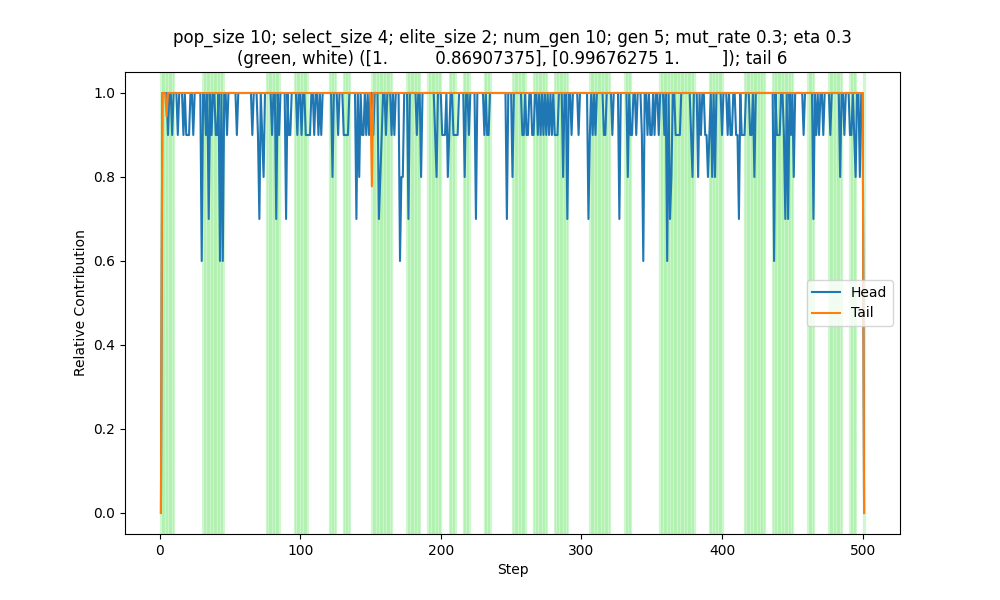 pop_size 10; select_size 4; elite_size 2; num_gen 10; gen 5; mut_rate 0.3; eta 0.3
(green, white) ([1.         0.86907375], [0.99676275 1.        ]); tail 6
1.0
0.8
0.6
0.4
0.2
0.0
Relative Contribution
Head
Tail
0
100
200
300
400
500
Step